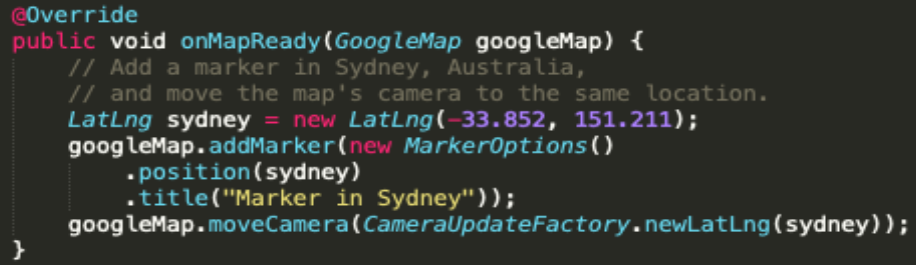 @Override
public void onMapReady(GoogleMap googleMap) {
    // Add a marker in Sydney, Australia,
    // and move the map's camera to the same location.
    LatLng sydney = new LatLng(-33.852, 151.211);
    googleMap.addMarker(new MarkerOptions()
        .position(sydney)
        .title("Marker in Sydney"));
    googleMap.moveCamera(CameraUpdateFactory.newLatLng(sydney));
}